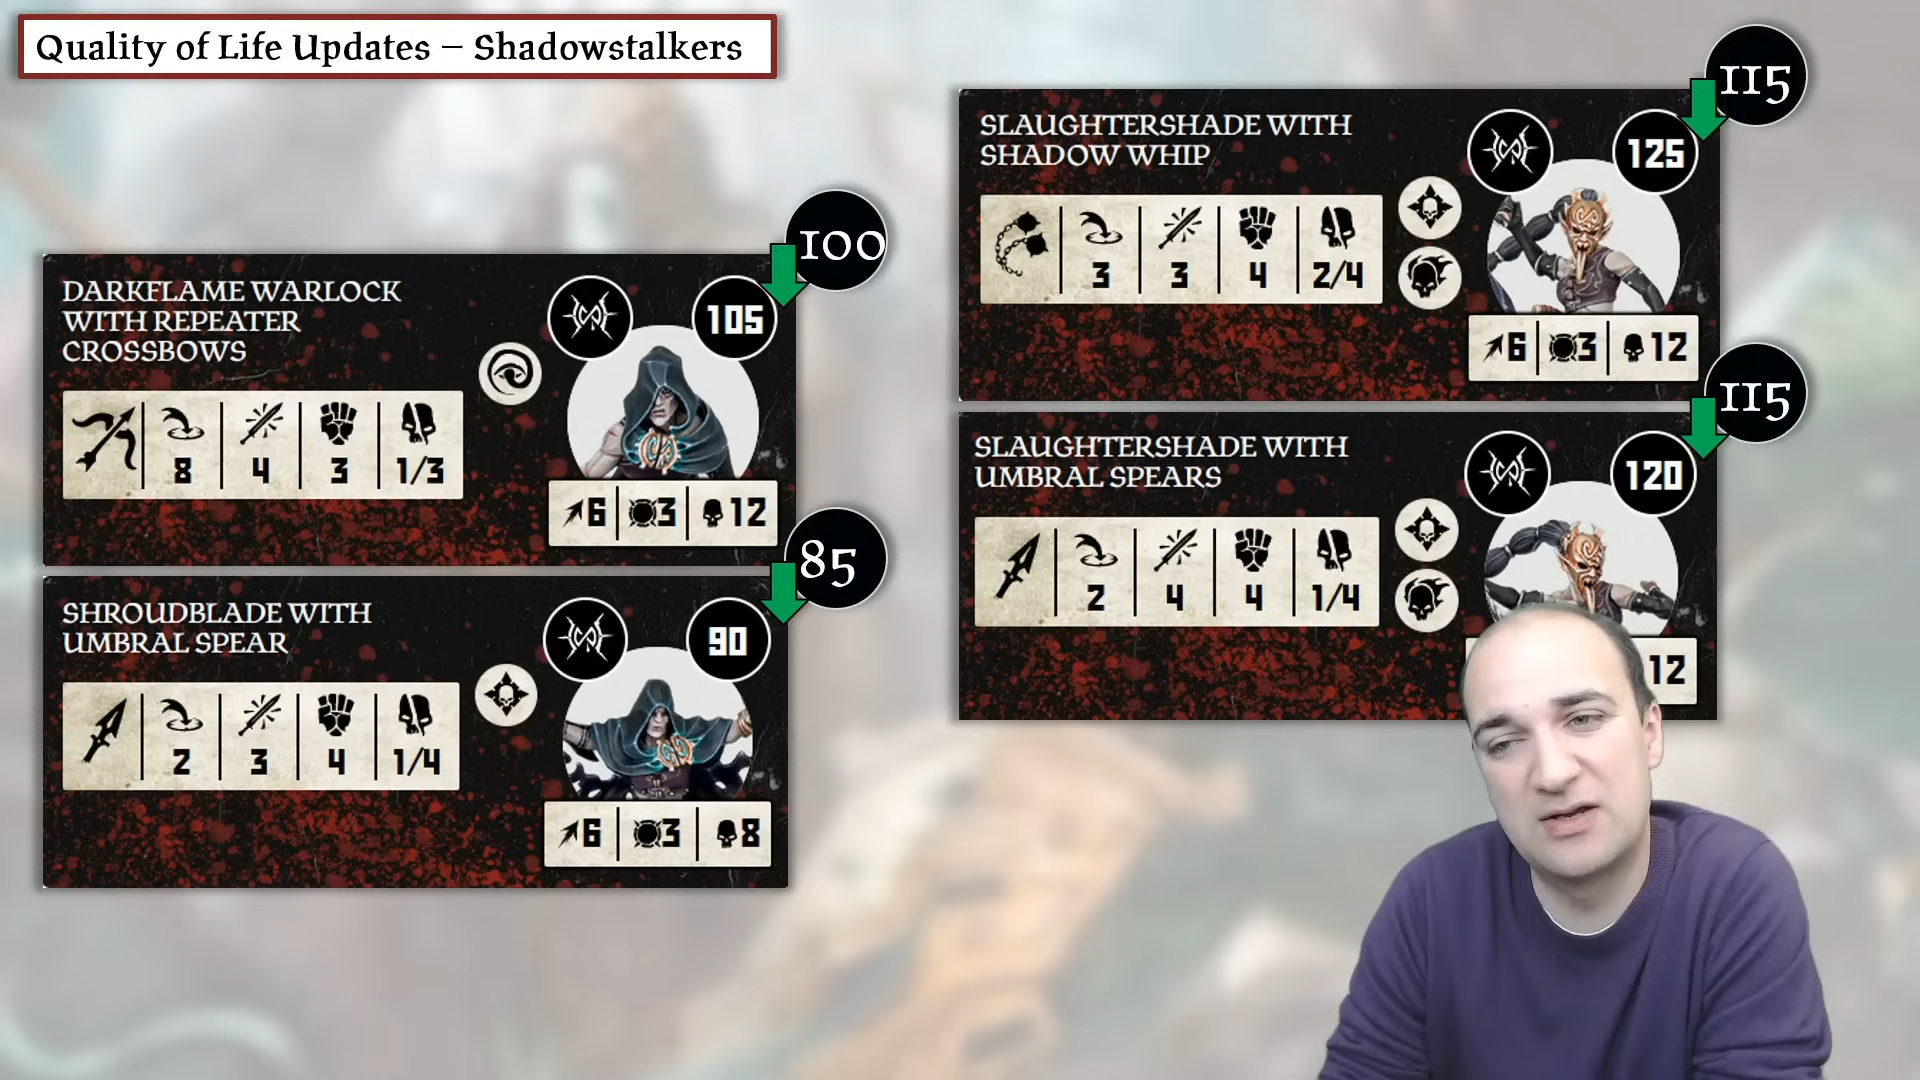 Quality of Life Updates – Shadowstalkers
100
DARKFLAME WARLOCK
WITH REPEATER
CROSSBOWS
105
8 4 3 1/3
6 3 12
85
SHROUDBLADE WITH
UMBRAL SPEAR
90
2 3 4 1/4
6 3 8
115
SLAUGHTERSHADE WITH
SHADOW WHIP
125
3 3 4 2/4
6 3 12
115
SLAUGHTERSHADE WITH
UMBRAL SPEARS
120
2 4 4 1/4
12